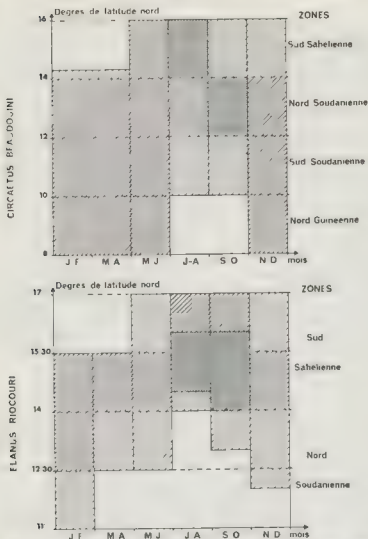 Degres de latitude nord
ZONES
16
Sud Sahelienne
14
Nord Soudanienne
12
Sud Soudanienne
10
Nord Guineenne
8
J F M A M J J-A S O N D mois
CIRCAETUS BEAUDOUINI
Degres de latitude nord
ZONES
17
Sud
15 30
Sahelienne
14
Nord
12 30
Soudanienne
11
J F M A M J J A S O N D mois
ELANUS RIOCOURI